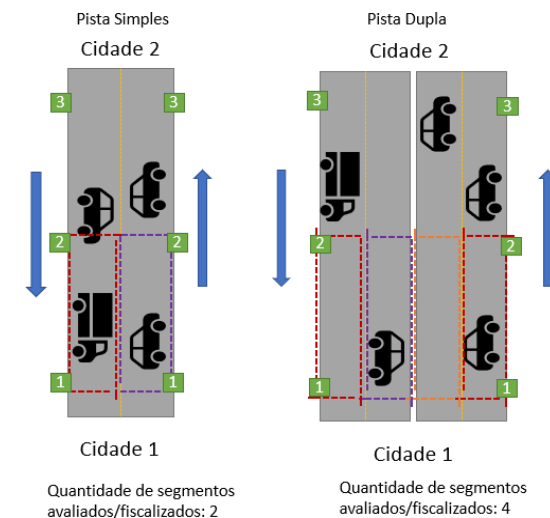 Pista Simples
Cidade 2
3
3
2
2
1
1
Cidade 1
Quantidade de segmentos
avaliados/fiscalizados: 2
Pista Dupla
Cidade 2
3
3
2
2
1
1
Cidade 1
Quantidade de segmentos
avaliados/fiscalizados: 4